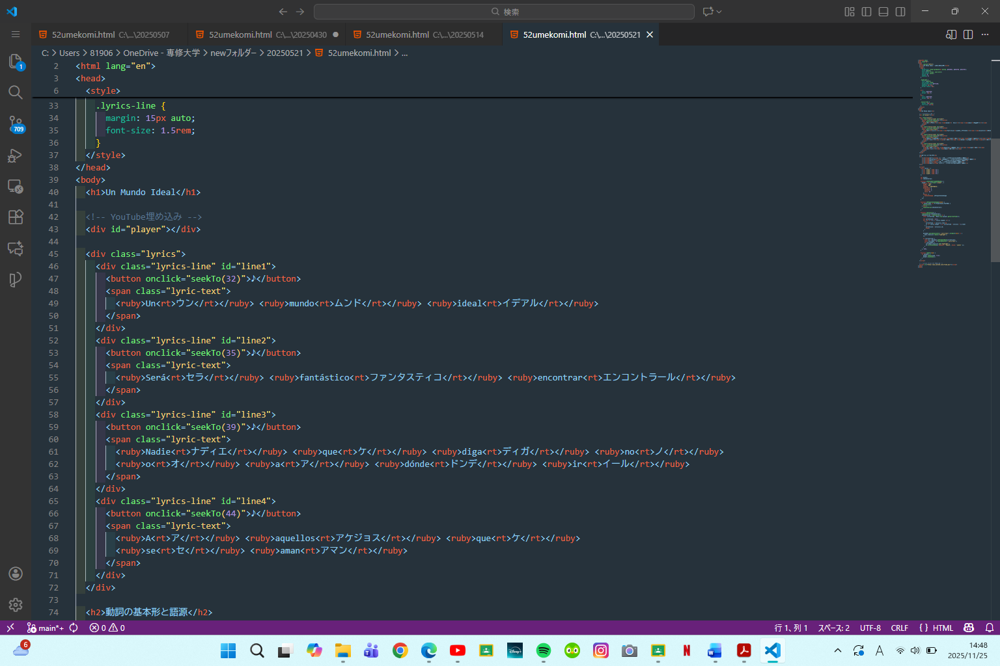 検索
52umekomi.html C:\...\20250507
52umekomi.html C:\...\20250430
52umekomi.html C:\...\20250514
52umekomi.html C:\...\20250521
C: > Users > 81906 > OneDrive - 専修大学 > newフォルダー > 20250521 > 52umekomi.html > ...
2 <html lang="en">
3 <head>
6 <style>
33 .lyrics-line {
34 margin: 15px auto;
35 font-size: 1.5rem;
36 }
37 </style>
38 </head>
39 <body>
40 <h1>Un Mundo Ideal</h1>
41
42 <!-- YouTube埋め込み -->
43 <div id="player"></div>
44
45 <div class="lyrics">
46 <div class="lyrics-line" id="line1">
47 <button onclick="seekTo(32)">♪</button>
48 <span class="lyric-text">
49 <ruby>Un<rt>ウン</rt></ruby> <ruby>mundo<rt>ムンド</rt></ruby> <ruby>ideal<rt>イデアル</rt></ruby>
50 </span>
51 </div>
52 <div class="lyrics-line" id="line2">
53 <button onclick="seekTo(35)">♪</button>
54 <span class="lyric-text">
55 <ruby>Será<rt>セラ</rt></ruby> <ruby>fantástico<rt>ファンタスティコ</rt></ruby> <ruby>encontrar<rt>エンコントラール</rt></ruby>
56 </span>
57 </div>
58 <div class="lyrics-line" id="line3">
59 <button onclick="seekTo(39)">♪</button>
60 <span class="lyric-text">
61 <ruby>Nadie<rt>ナディエ</rt></ruby> <ruby>que<rt>ケ</rt></ruby> <ruby>diga<rt>ディガ</rt></ruby> <ruby>no<rt>ノ</rt></ruby>
62 <ruby>o<rt>オ</rt></ruby> <ruby>a<rt>ア</rt></ruby> <ruby>dónde<rt>ドンデ</rt></ruby> <ruby>ir<rt>イール</rt></ruby>
63 </span>
64 </div>
65 <div class="lyrics-line" id="line4">
66 <button onclick="seekTo(44)">♪</button>
67 <span class="lyric-text">
68 <ruby>A<rt>ア</rt></ruby> <ruby>aquellos<rt>アケジョス</rt></ruby> <ruby>que<rt>ケ</rt></ruby>
69 <ruby>se<rt>セ</rt></ruby> <ruby>aman<rt>アマン</rt></ruby>
70 </span>
71 </div>
72 </div>
73
74 <h2>動詞の基本形と語源</h2>
1
709
main*+ 0 0
行 1、列 1 スペース: 2 UTF-8 CRLF { } HTML
6
Disney+
N
A
14:48
2025/11/25